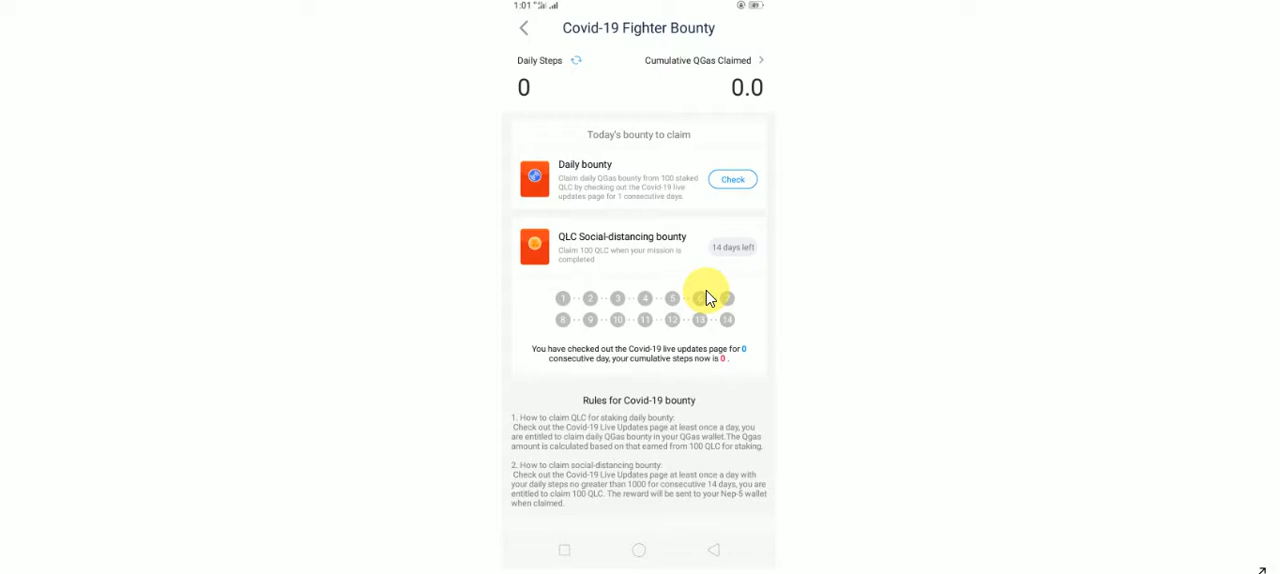 1:01
Covid-19 Fighter Bounty
Daily Steps
Cumulative QGas Claimed
0
0.0
Today's bounty to claim
Daily bounty
Claim daily QGas bounty from 100 staked
QLC by checking out the Covid-19 live
updates page for 1 consecutive days.
Check
QLC Social-distancing bounty
Claim 100 QLC when your mission is
completed
14 days left
1 2 3 4 5 6 7
8 9 10 11 12 13 14
You have checked out the Covid-19 live updates page for 0
consecutive day, your cumulative steps now is 0 .
Rules for Covid-19 bounty
1. How to claim QLC for staking daily bounty:
Check out the Covid-19 Live Updates page at least once a day, you
are entitled to claim daily QGas bounty in your QGas wallet.The Qgas
amount is calculated based on that earned from 100 QLC for staking.
2. How to claim social-distancing bounty:
Check out the Covid-19 Live Updates page at least once a day with
your daily steps no greater than 1000 for consecutive 14 days, you are
entitled to claim 100 QLC. The reward will be sent to your Nep-5 wallet
when claimed.